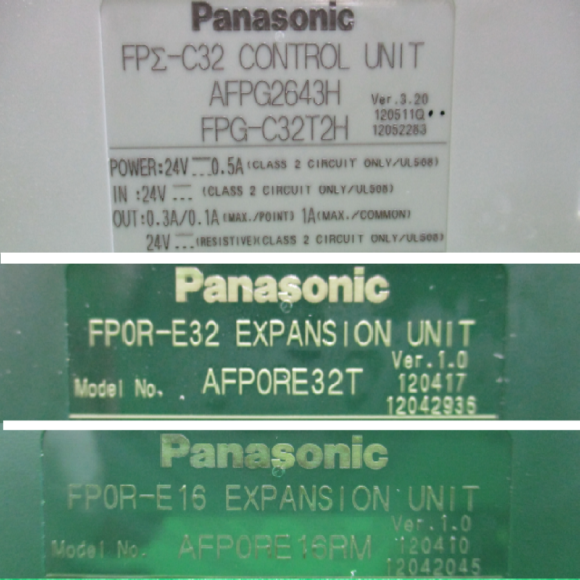 Panasonic
FPΣ-C32 CONTROL UNIT
AFPG2643H Ver.3.20
FPG-C32T2H 120511Q••
12052283
POWER:24V⎓0.5A(CLASS 2 CIRCUIT ONLY/UL508)
IN :24V⎓ (CLASS 2 CIRCUIT ONLY/UL508)
OUT:0.3A/0.1A(MAX./POINT) 1A(MAX./COMMON)
24V⎓(RESISTIVE)(CLASS 2 CIRCUIT ONLY/UL508)
Panasonic
FP0R-E32 EXPANSION UNIT
Ver.1.0
Model No. AFP0RE32T 120417
12042936
Panasonic
FP0R-E16 EXPANSION UNIT
Ver.1.0
Model No. AFP0RE16RM 120410
12042045